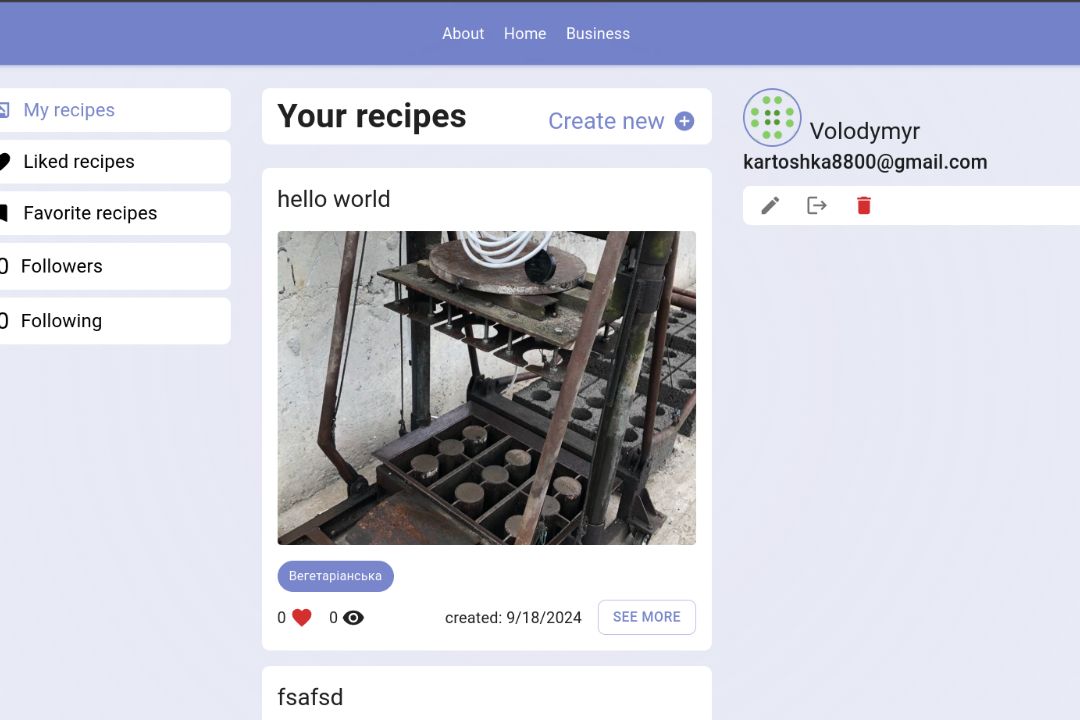 About Home Business
My recipes
Liked recipes
Favorite recipes
0 Followers
0 Following
Your recipes
Create new
hello world
Вегетаріанська
0 0 created: 9/18/2024 SEE MORE
fsafsd
Volodymyr
kartoshka8800@gmail.com